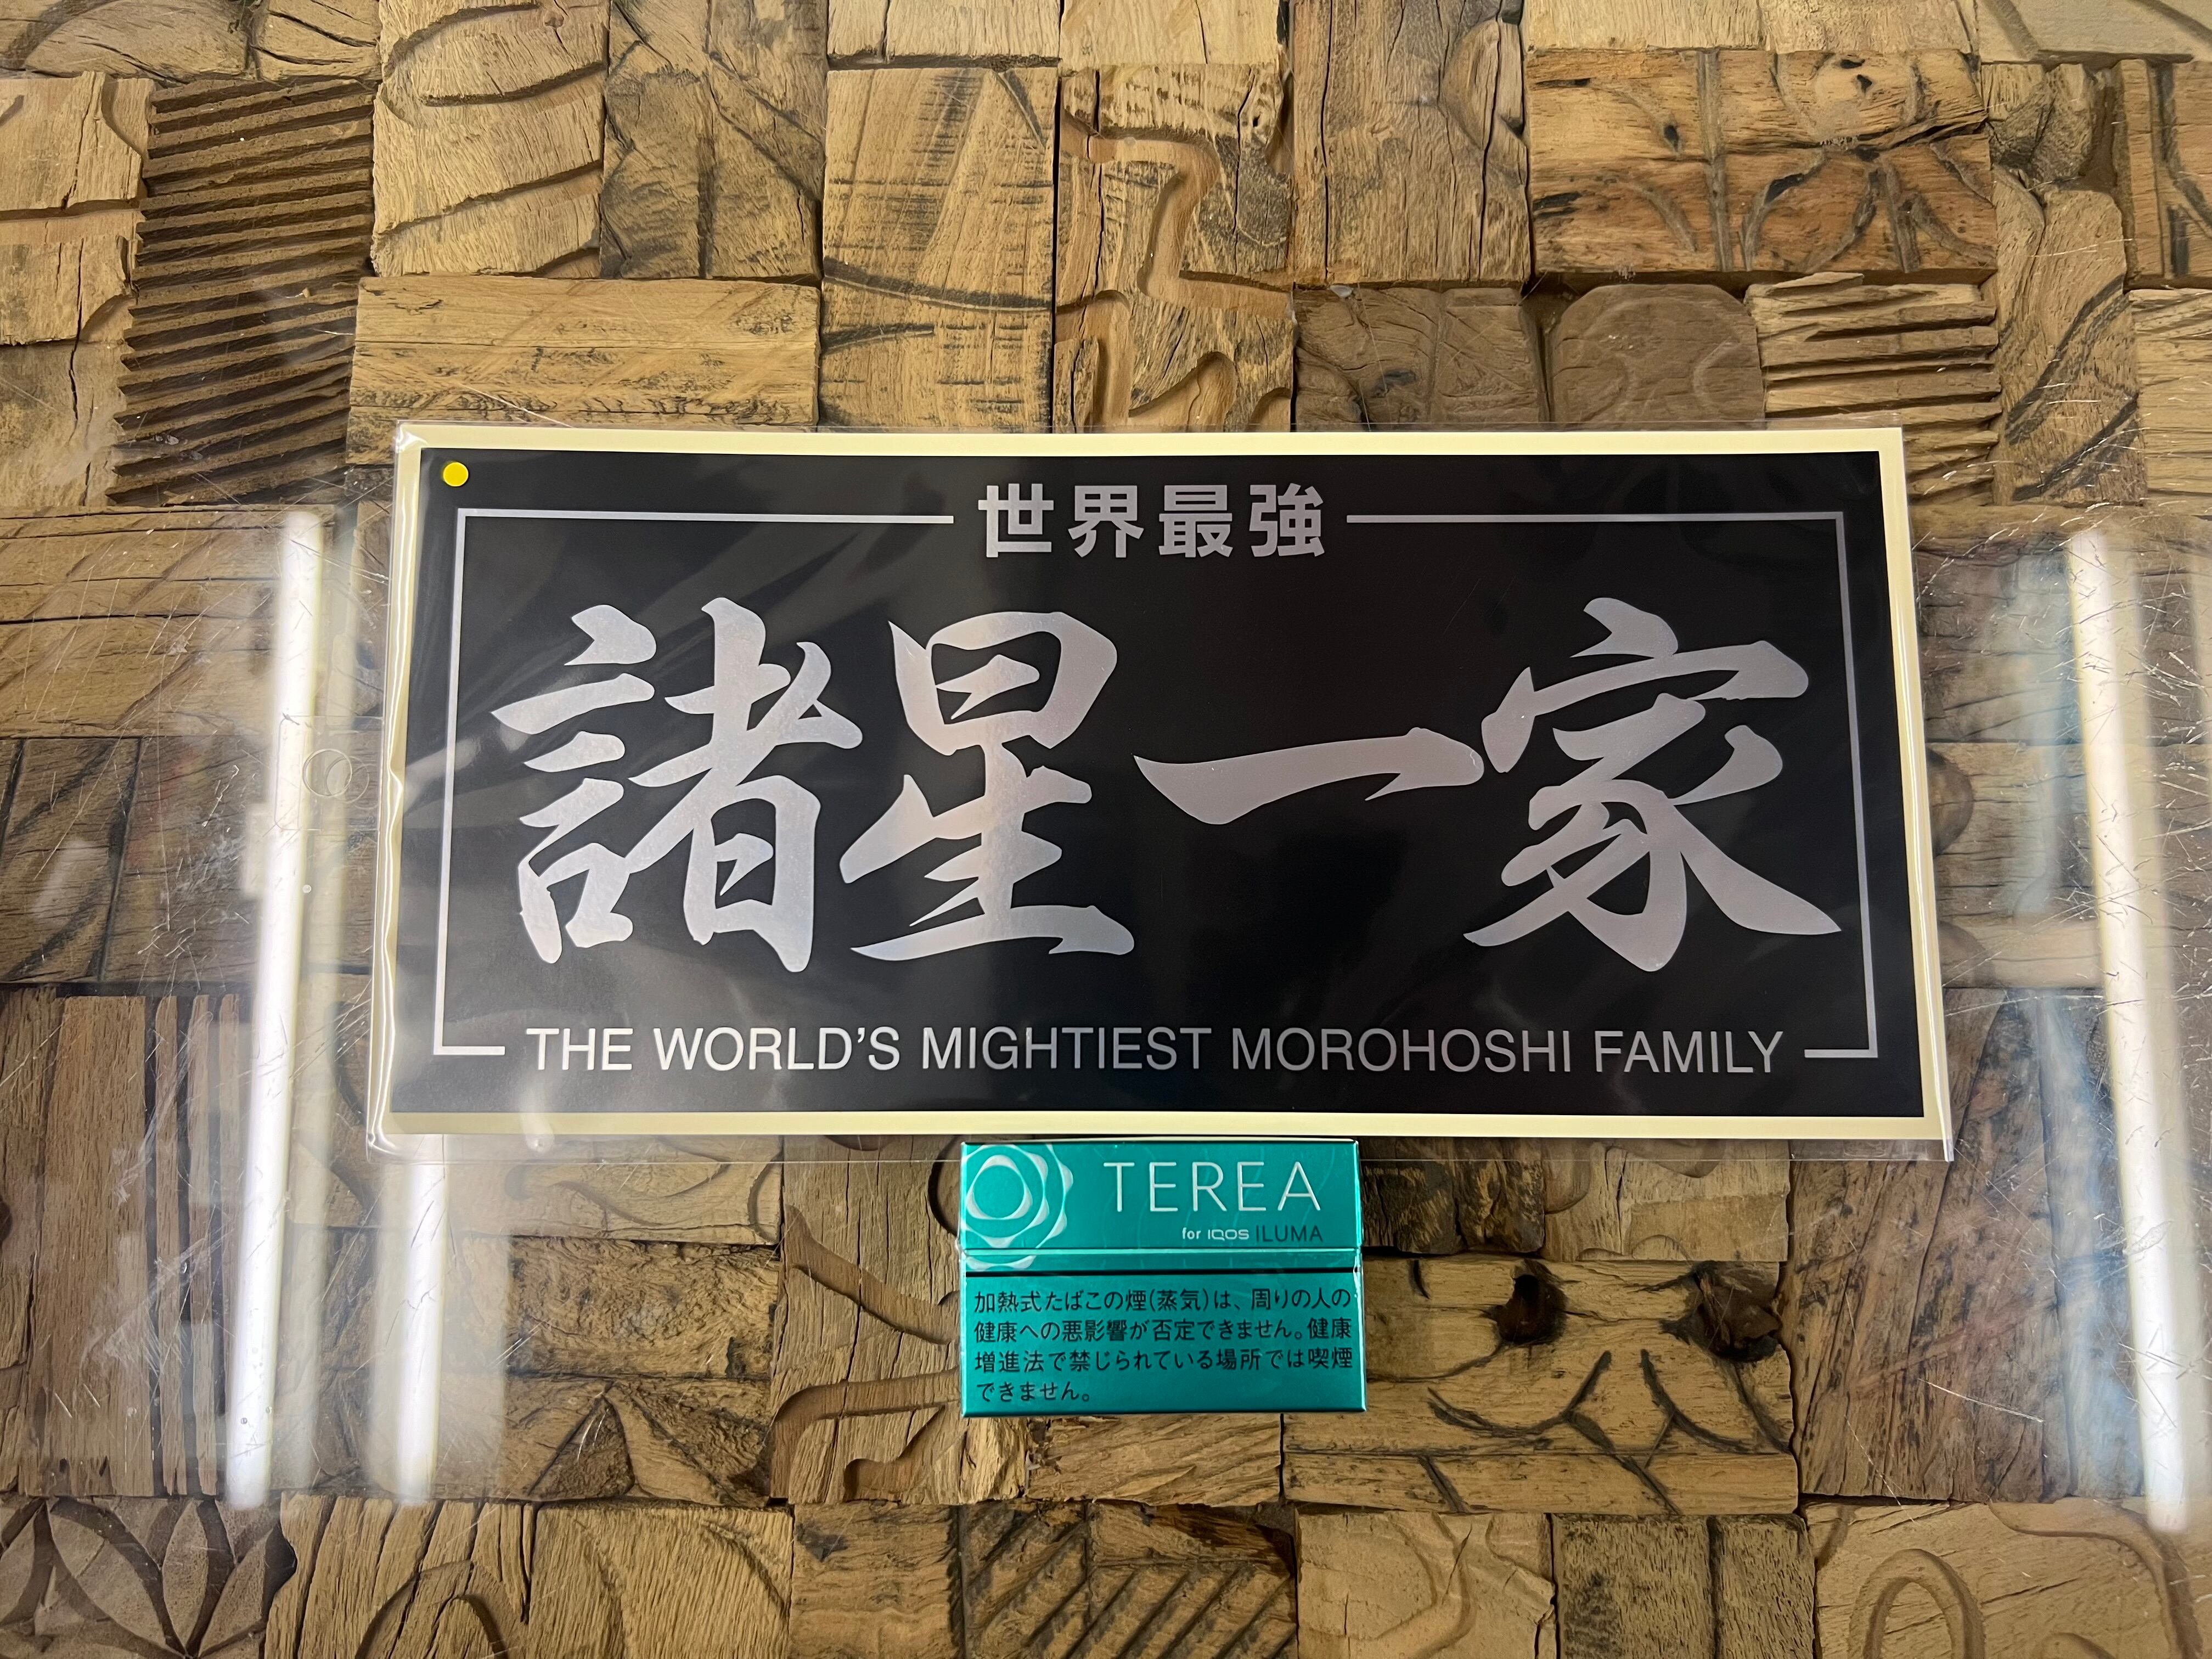 世界最強
諸星一家
THE WORLD'S MIGHTIEST MOROHOSHI FAMILY
TEREA
for IQOS ILUMA
加熱式たばこの煙(蒸気)は、周りの人の
健康への悪影響が否定できません。健康
増進法で禁じられている場所では喫煙
できません。